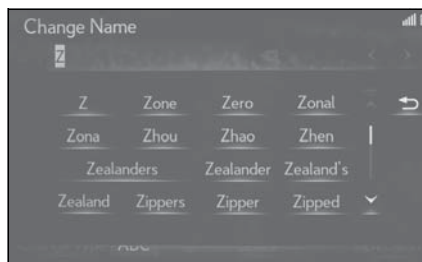 Change Name
Z
Z Zone Zero Zonal
Zona Zhou Zhao Zhen
Zealanders Zealander Zealand's
Zealand Zippers Zipper Zipped
ABC